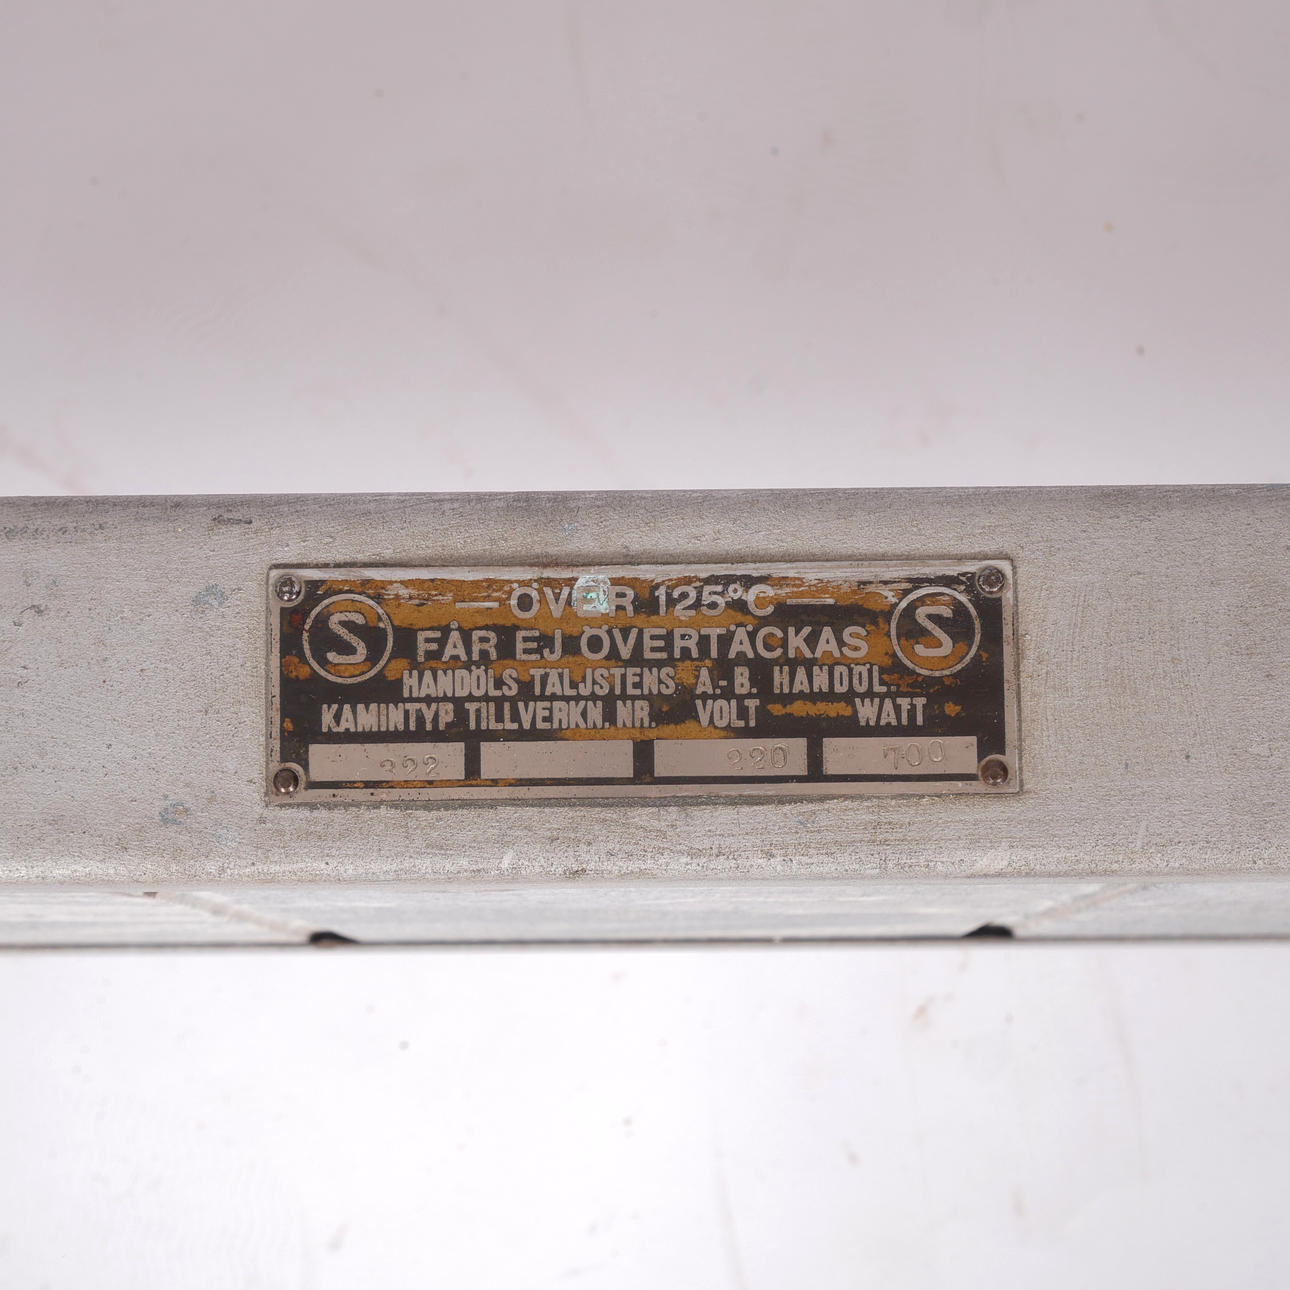 — ÖVER 125°C —
S FÅR EJ ÖVERTÄCKAS S
HANDÖLS TÄLJSTENS A.-B. HANDÖL.
KAMINTYP TILLVERKN. NR. VOLT WATT
322 220 700